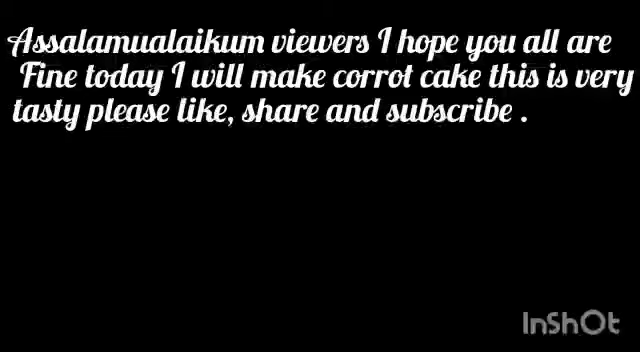 Assalamualaikum viewers I hope you all are
Fine today I will make corrot cake this is very
tasty please like, share and subscribe .
InShOt